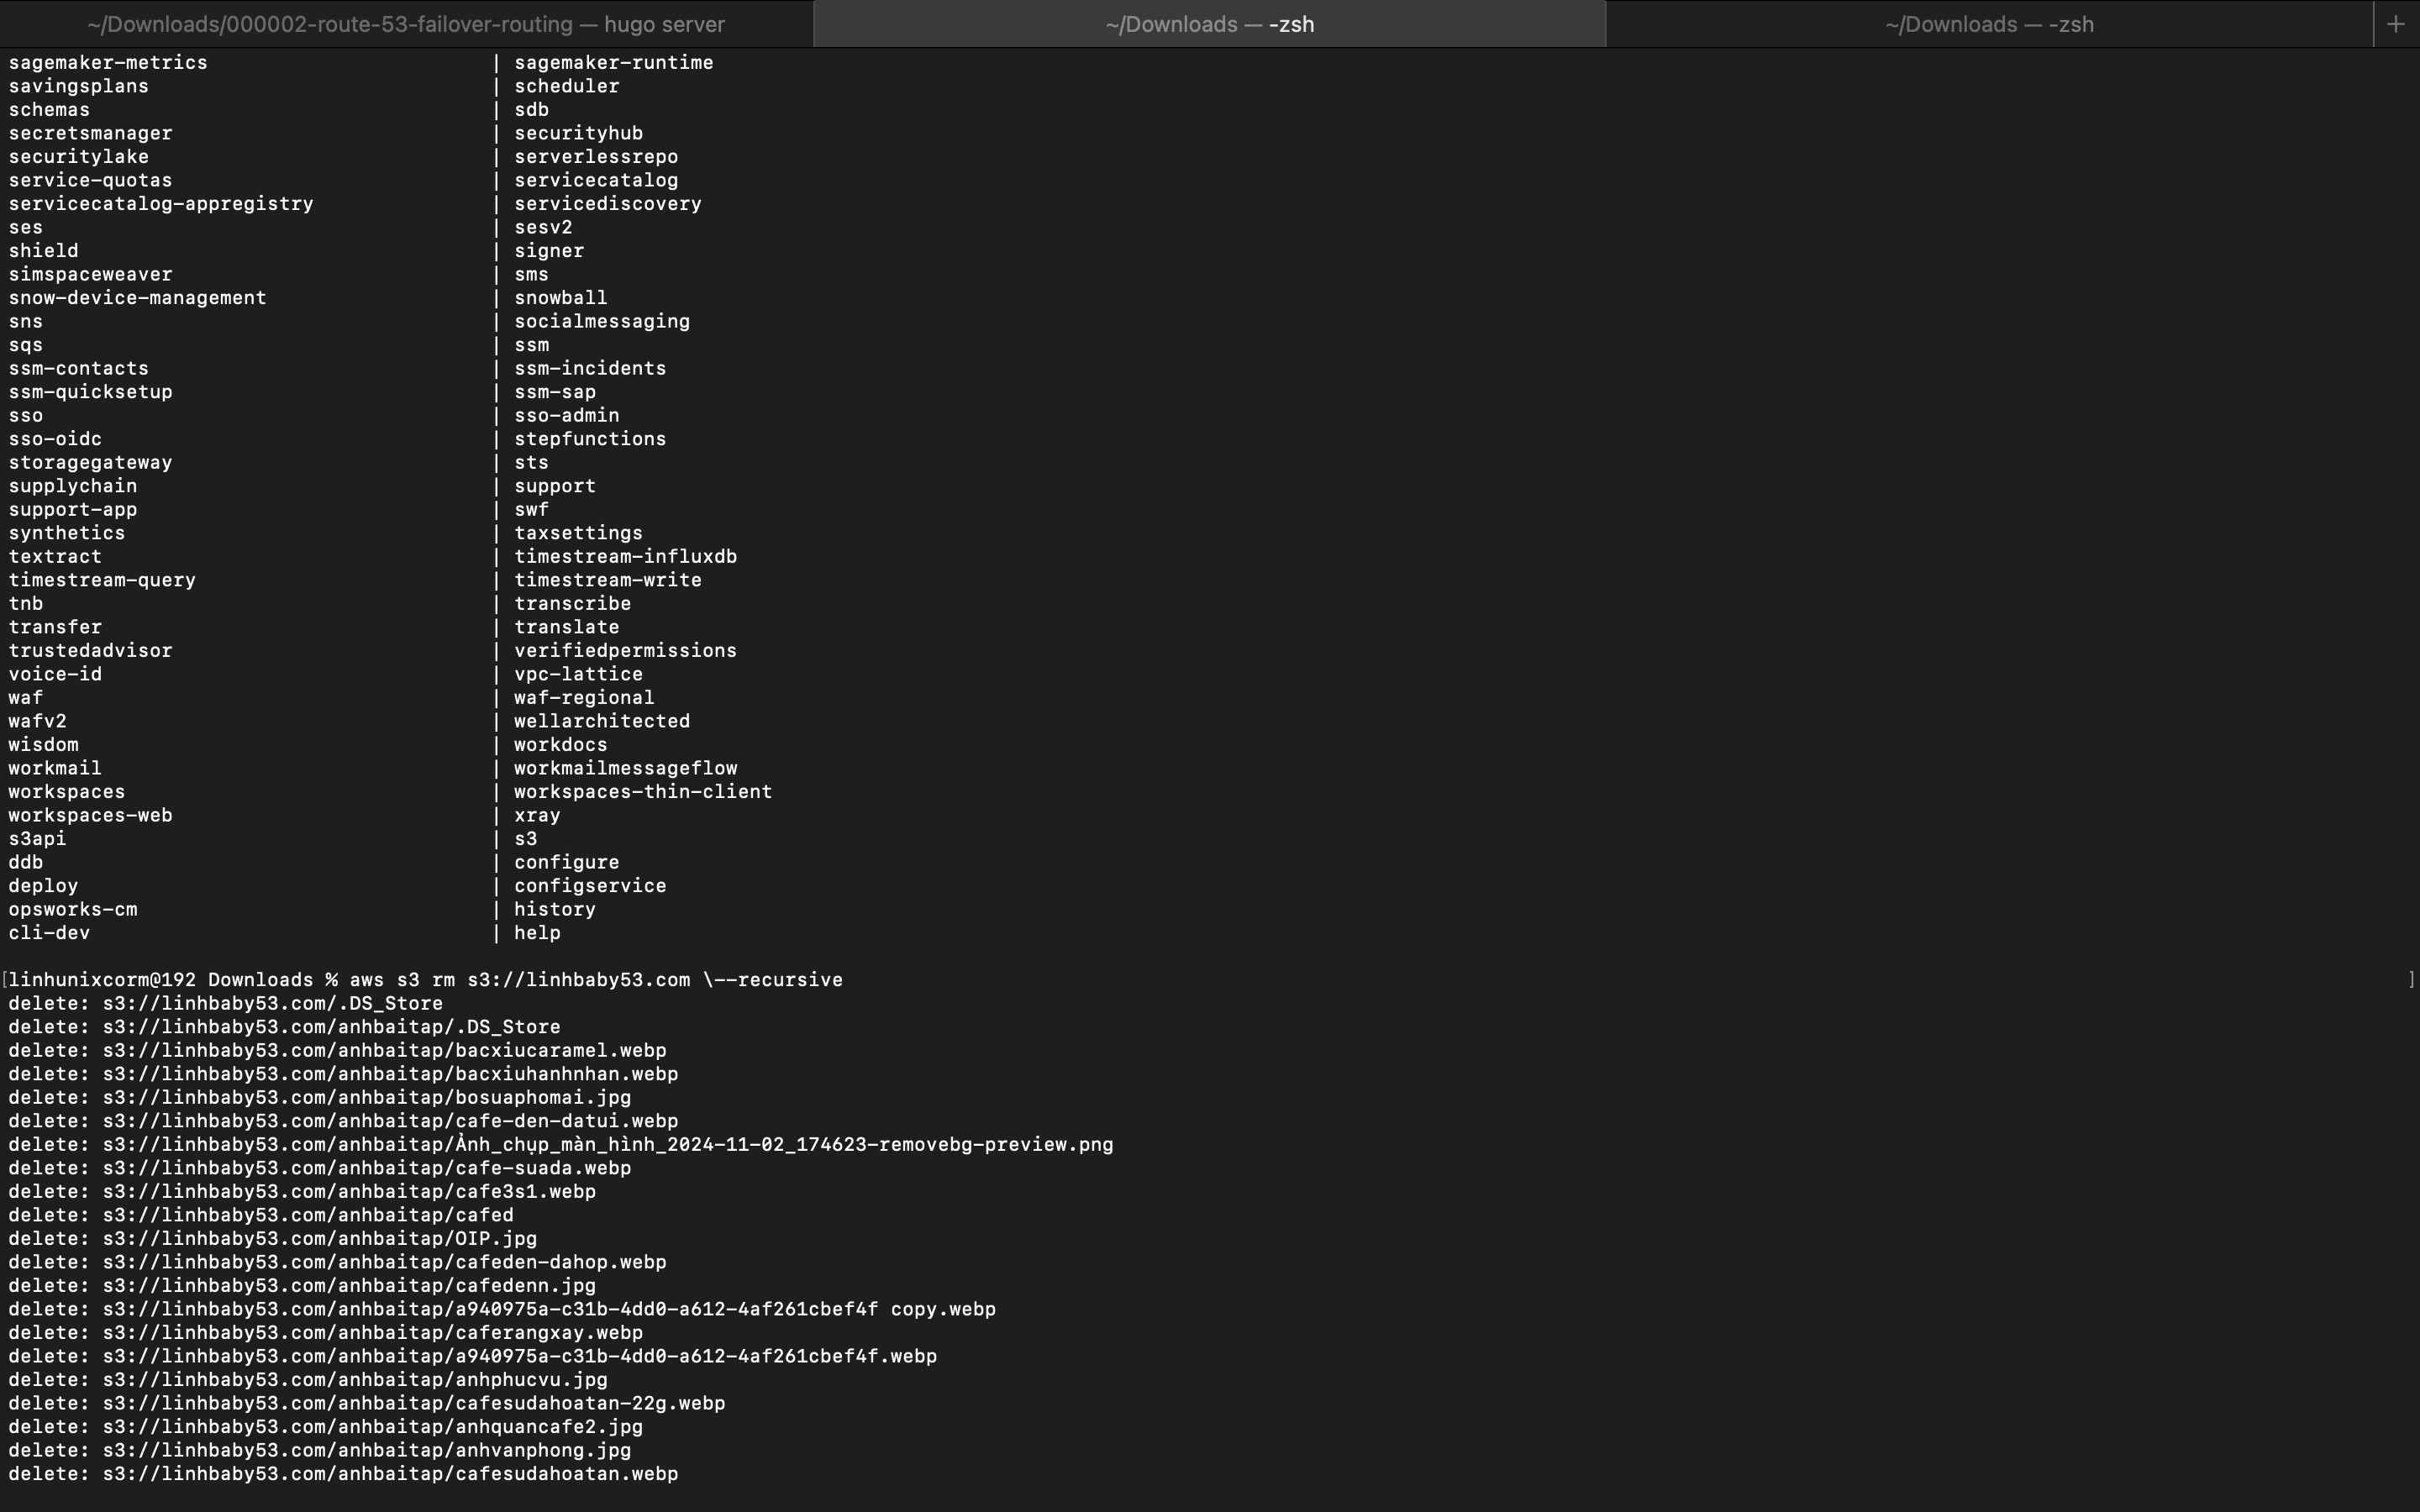 ~/Downloads/000002-route-53-failover-routing — hugo server
~/Downloads — -zsh
~/Downloads — -zsh
+
sagemaker-metrics | sagemaker-runtime
savingsplans | scheduler
schemas | sdb
secretsmanager | securityhub
securitylake | serverlessrepo
service-quotas | servicecatalog
servicecatalog-appregistry | servicediscovery
ses | sesv2
shield | signer
simspaceweaver | sms
snow-device-management | snowball
sns | socialmessaging
sqs | ssm
ssm-contacts | ssm-incidents
ssm-quicksetup | ssm-sap
sso | sso-admin
sso-oidc | stepfunctions
storagegateway | sts
supplychain | support
support-app | swf
synthetics | taxsettings
textract | timestream-influxdb
timestream-query | timestream-write
tnb | transcribe
transfer | translate
trustedadvisor | verifiedpermissions
voice-id | vpc-lattice
waf | waf-regional
wafv2 | wellarchitected
wisdom | workdocs
workmail | workmailmessageflow
workspaces | workspaces-thin-client
workspaces-web | xray
s3api | s3
ddb | configure
deploy | configservice
opsworks-cm | history
cli-dev | help
[linhunixcorm@192 Downloads % aws s3 rm s3://linhbaby53.com \--recursive ]
delete: s3://linhbaby53.com/.DS_Store
delete: s3://linhbaby53.com/anhbaitap/.DS_Store
delete: s3://linhbaby53.com/anhbaitap/bacxiucaramel.webp
delete: s3://linhbaby53.com/anhbaitap/bacxiuhanhnhan.webp
delete: s3://linhbaby53.com/anhbaitap/bosuaphomai.jpg
delete: s3://linhbaby53.com/anhbaitap/cafe-den-datui.webp
delete: s3://linhbaby53.com/anhbaitap/Ảnh_chụp_màn_hình_2024-11-02_174623-removebg-preview.png
delete: s3://linhbaby53.com/anhbaitap/cafe-suada.webp
delete: s3://linhbaby53.com/anhbaitap/cafe3s1.webp
delete: s3://linhbaby53.com/anhbaitap/cafed
delete: s3://linhbaby53.com/anhbaitap/OIP.jpg
delete: s3://linhbaby53.com/anhbaitap/cafeden-dahop.webp
delete: s3://linhbaby53.com/anhbaitap/cafedenn.jpg
delete: s3://linhbaby53.com/anhbaitap/a940975a-c31b-4dd0-a612-4af261cbef4f copy.webp
delete: s3://linhbaby53.com/anhbaitap/caferangxay.webp
delete: s3://linhbaby53.com/anhbaitap/a940975a-c31b-4dd0-a612-4af261cbef4f.webp
delete: s3://linhbaby53.com/anhbaitap/anhphucvu.jpg
delete: s3://linhbaby53.com/anhbaitap/cafesudahoatan-22g.webp
delete: s3://linhbaby53.com/anhbaitap/anhquancafe2.jpg
delete: s3://linhbaby53.com/anhbaitap/anhvanphong.jpg
delete: s3://linhbaby53.com/anhbaitap/cafesudahoatan.webp